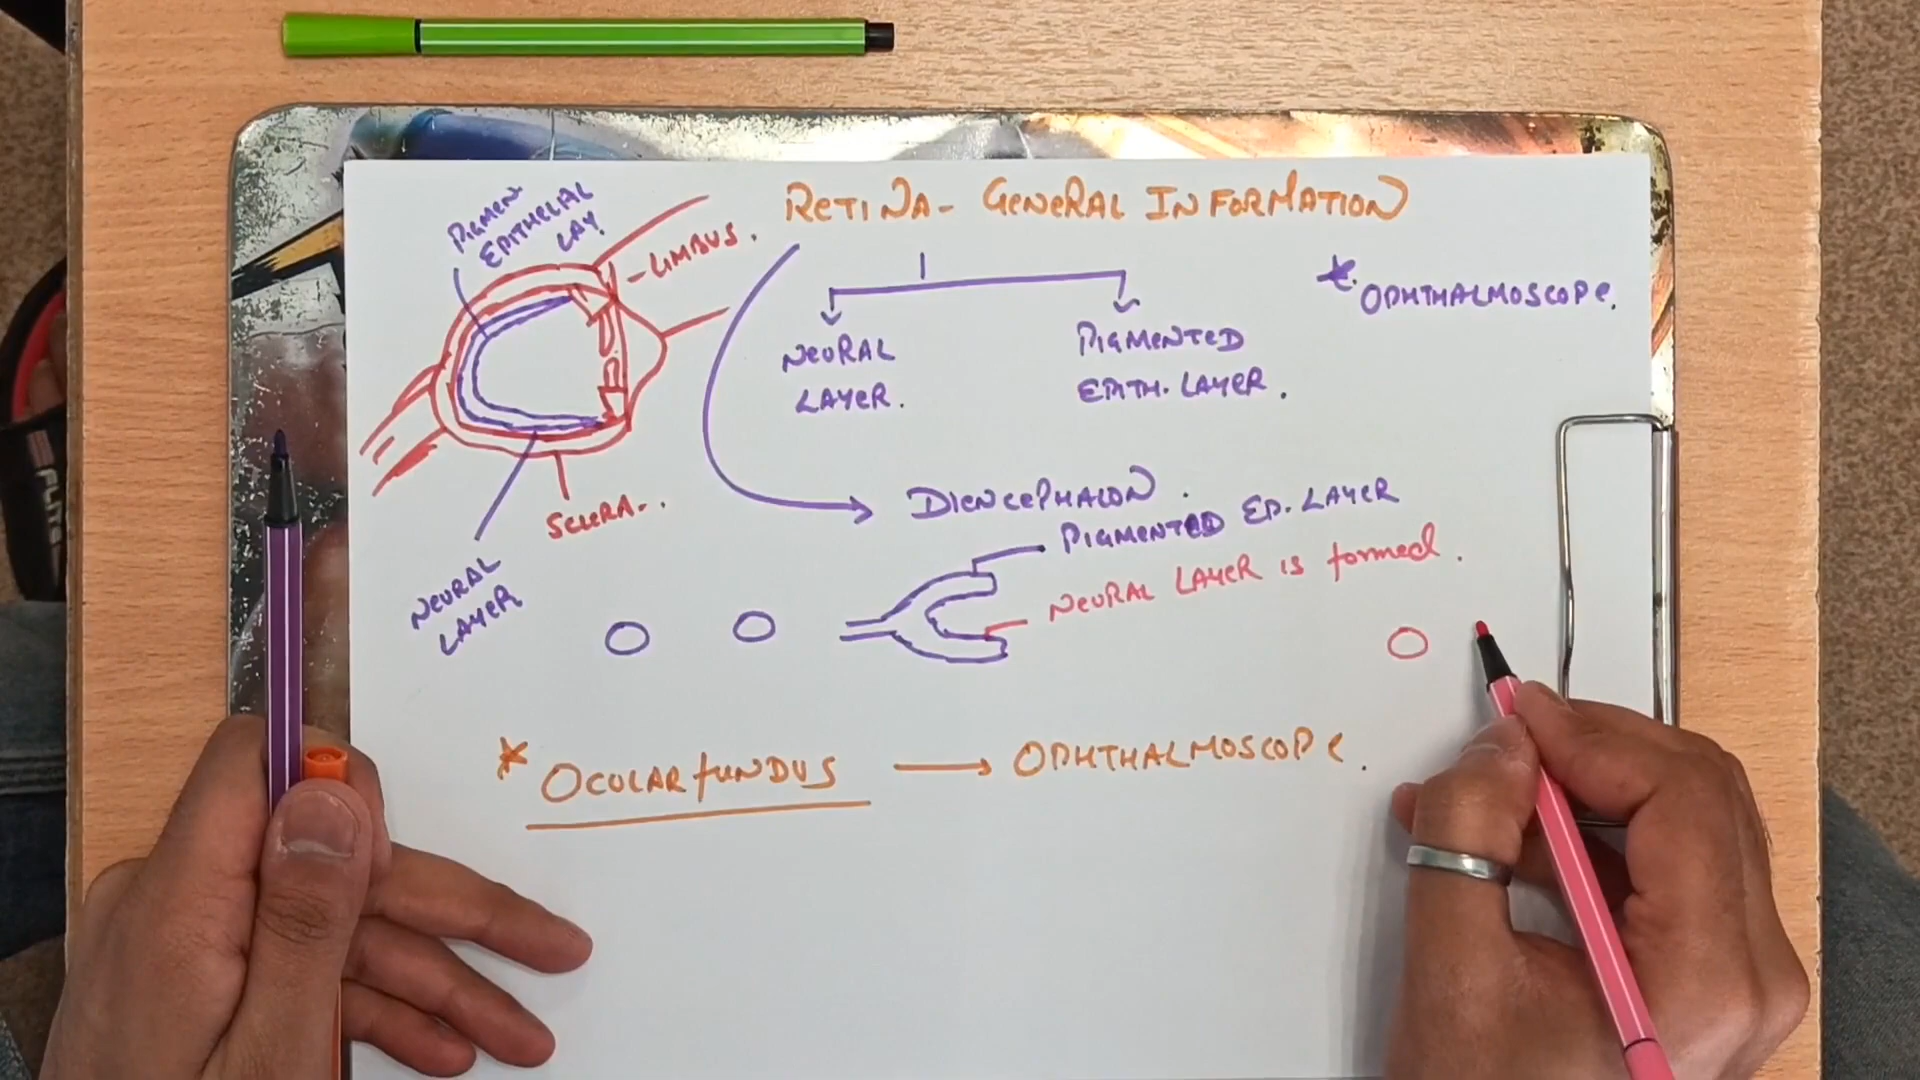 RETINA - GENERAL INFORMATION
PIGMEN
EPITHELIAL
LAY.
- LIMBUS.
* OPHTHALMOSCOPE.
NEURAL
LAYER.
PIGMENTED
EPITH. LAYER.
SCLERA..
DIENCEPHALON.
PIGMENTED EP. LAYER
NEURAL LAYER IS formed.
NEURAL
LAYER
* OCULAR fUNDUS → OPHTHALMOSCOPE.